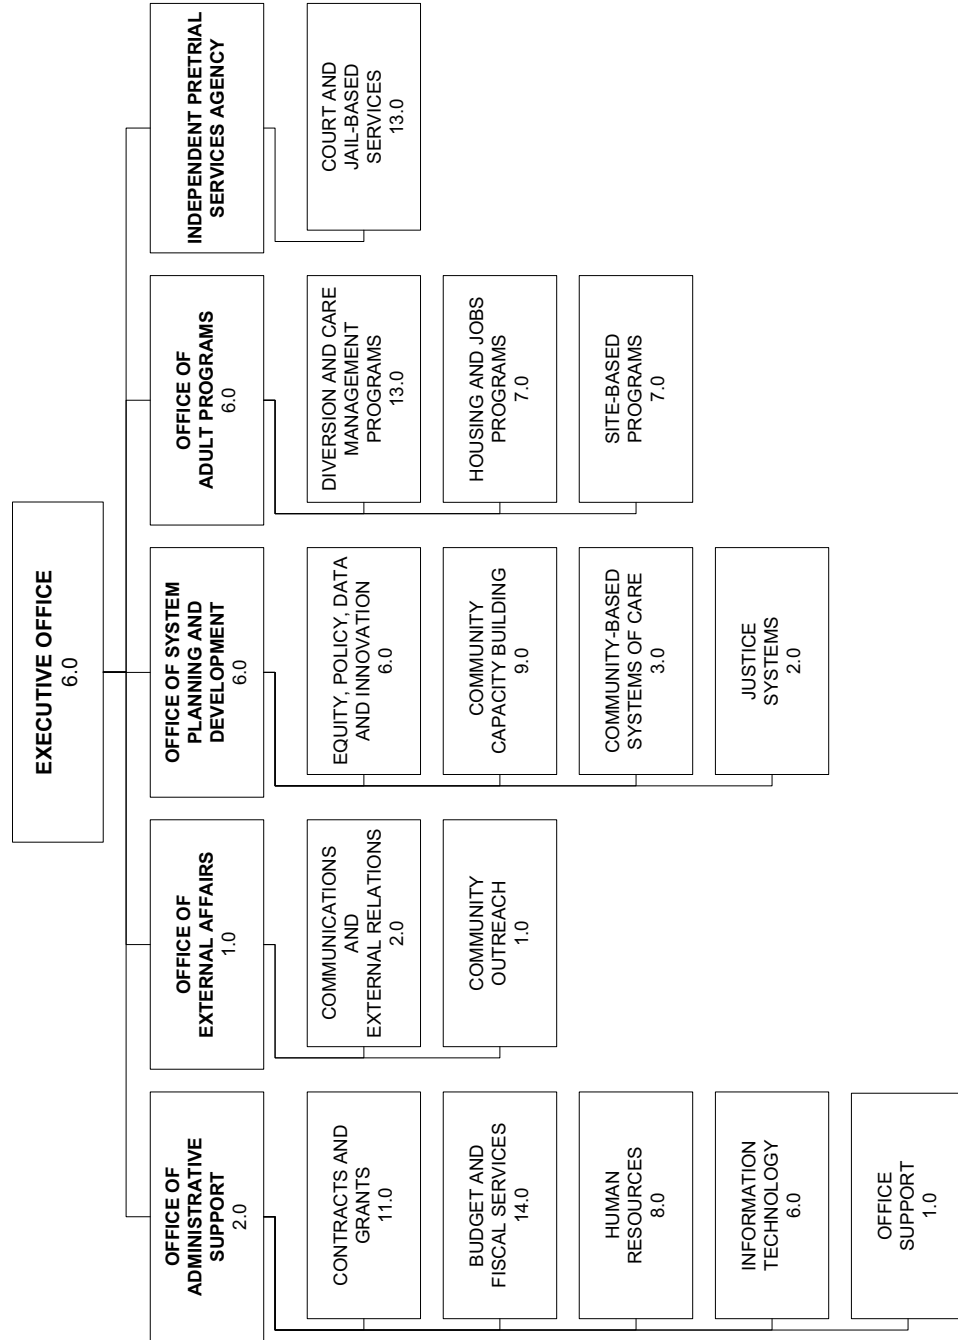 EXECUTIVE OFFICE
6.0
OFFICE OF
ADMINISTRATIVE
SUPPORT
2.0
CONTRACTS AND
GRANTS
11.0
BUDGET AND
FISCAL SERVICES
14.0
HUMAN
RESOURCES
8.0
INFORMATION
TECHNOLOGY
6.0
OFFICE
SUPPORT
1.0
OFFICE OF
EXTERNAL AFFAIRS
1.0
COMMUNICATIONS
AND
EXTERNAL RELATIONS
2.0
COMMUNITY
OUTREACH
1.0
OFFICE OF SYSTEM
PLANNING AND
DEVELOPMENT
6.0
EQUITY, POLICY, DATA
AND INNOVATION
6.0
COMMUNITY
CAPACITY BUILDING
9.0
COMMUNITY-BASED
SYSTEMS OF CARE
3.0
JUSTICE
SYSTEMS
2.0
OFFICE OF
ADULT PROGRAMS
6.0
DIVERSION AND CARE
MANAGEMENT
PROGRAMS
13.0
HOUSING AND JOBS
PROGRAMS
7.0
SITE-BASED
PROGRAMS
7.0
INDEPENDENT PRETRIAL
SERVICES AGENCY
COURT AND
JAIL-BASED
SERVICES
13.0